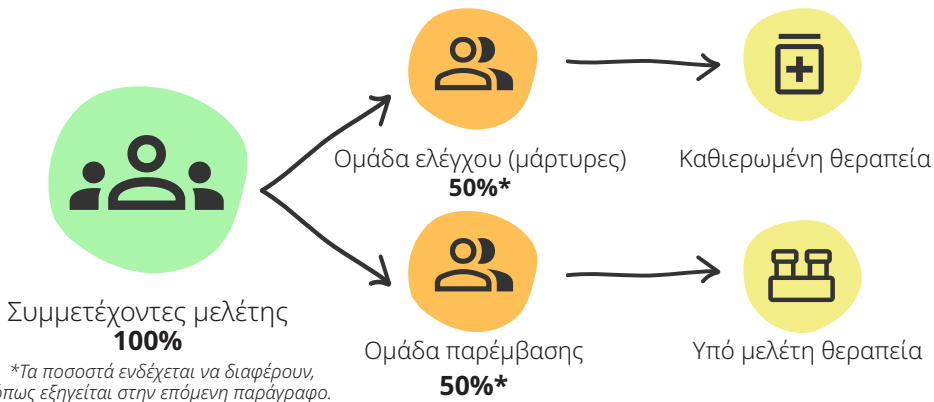 Ομάδα ελέγχου (μάρτυρες)
50%*
Καθιερωμένη θεραπεία
Συμμετέχοντες μελέτης
100%
*Τα ποσοστά ενδέχεται να διαφέρουν,
όπως εξηγείται στην επόμενη παράγραφο.
Ομάδα παρέμβασης
50%*
Υπό μελέτη θεραπεία